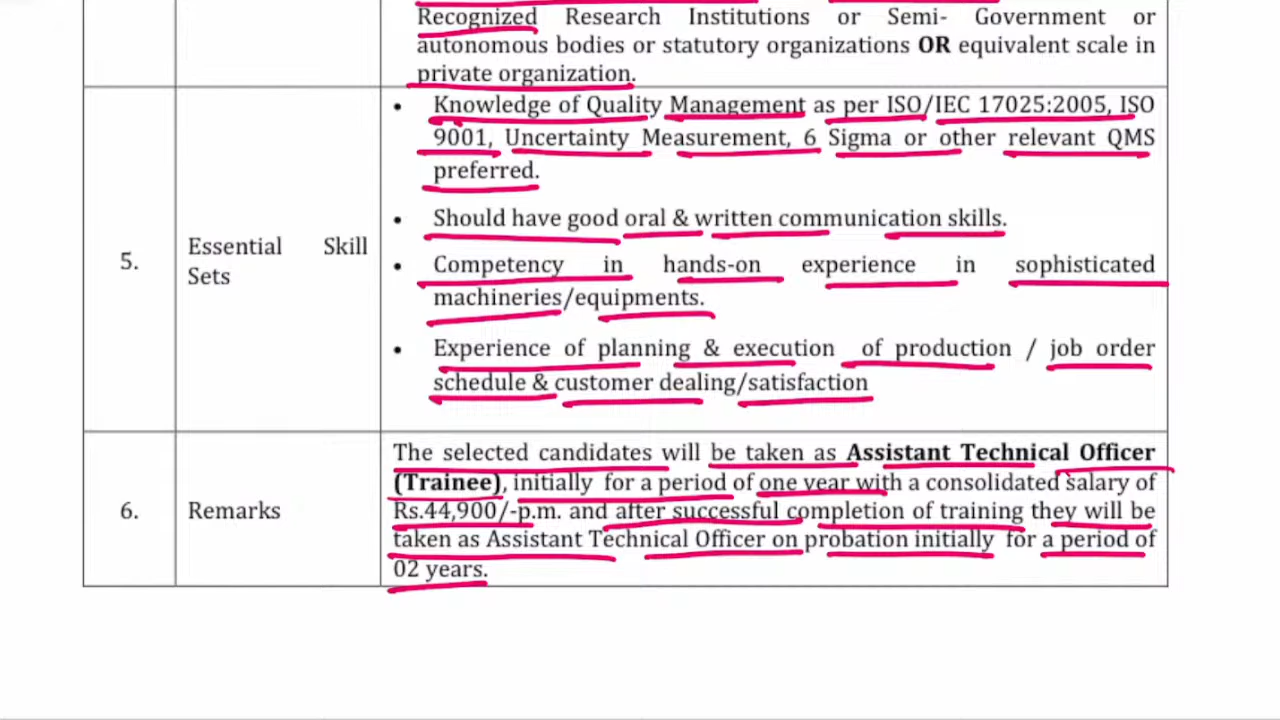 Recognized Research Institutions or Semi- Government or
autonomous bodies or statutory organizations OR equivalent scale in
private organization.
• Knowledge of Quality Management as per ISO/IEC 17025:2005, ISO
9001, Uncertainty Measurement, 6 Sigma or other relevant QMS
preferred.
• Should have good oral & written communication skills.
5.
Essential Skill
Sets
• Competency in hands-on experience in sophisticated
machineries/equipments.
• Experience of planning & execution of production / job order
schedule & customer dealing/satisfaction
6.
Remarks
The selected candidates will be taken as Assistant Technical Officer
(Trainee), initially for a period of one year with a consolidated salary of
Rs.44,900/-p.m. and after successful completion of training they will be
taken as Assistant Technical Officer on probation initially for a period of
02 years.